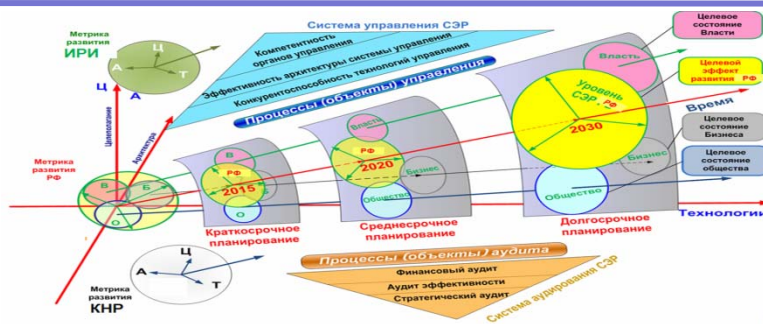 Система управления СЭР
Компетентность
органов управления
Эффективность архитектуры системы управления
Конкурентоспособность технологий управления
Процессы (объекты) управления
Метрика
развития
ИРИ
Ц
А
Т
Ц
А
Целеполагание
Архитектура
Метрика
развития
РФ
В
Б
О
В
РФ
2015
Б
О
Краткосрочное
планирование
Власть
РФ
2020
Бизнес
Общество
Среднесрочное
планирование
Власть
Уровень
СЭР - РФ
2030
Бизнес
Общество
Долгосрочное
планирование
Время
Технологии
Целевое
состояние
Власти
Целевой
эффект
развития РФ
Целевое
состояние
Бизнеса
Целевое
состояние
общества
Метрика
развития
КНР
Ц
А
Т
Процессы (объекты) аудита
Финансовый аудит
Аудит эффективности
Стратегический аудит
Система аудирования СЭР